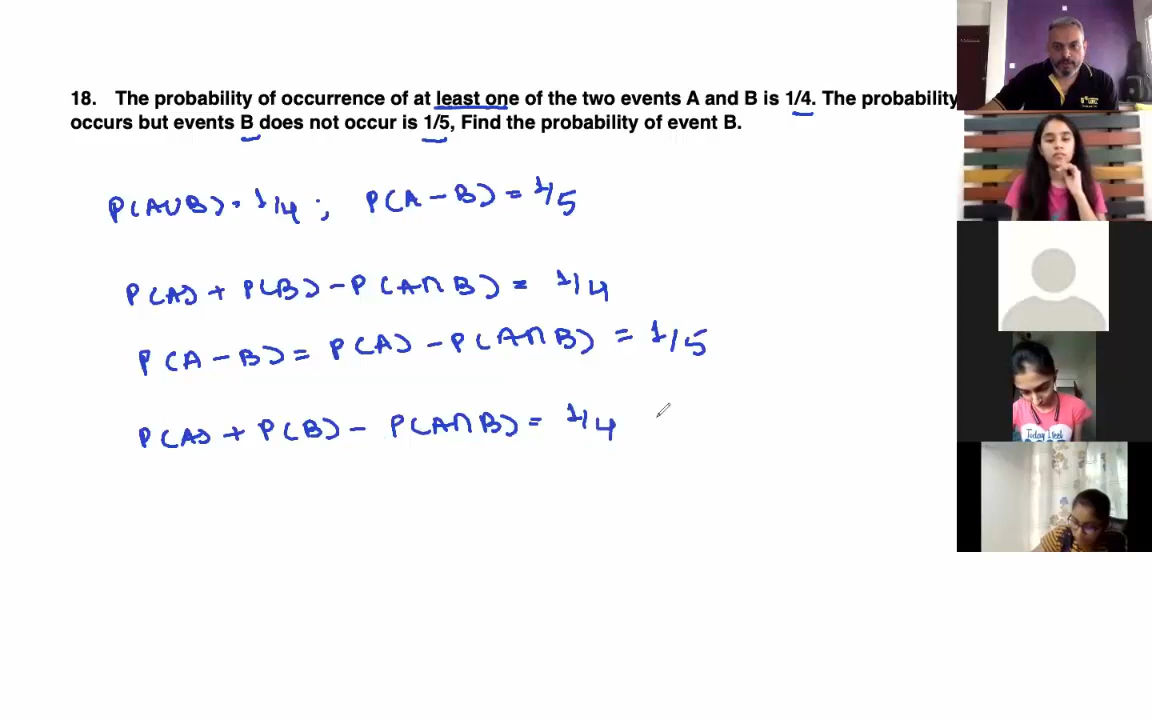 18. The probability of occurrence of at least one of the two events A and B is 1/4. The probability
occurs but events B does not occur is 1/5, Find the probability of event B.
P(A∪B) = 1/4 ; P(A - B) = 1/5
P(A) + P(B) - P(A∩B) = 1/4
P(A - B) = P(A) - P(A∩B) = 1/5
P(A) + P(B) - P(A∩B) = 1/4
Today I feel